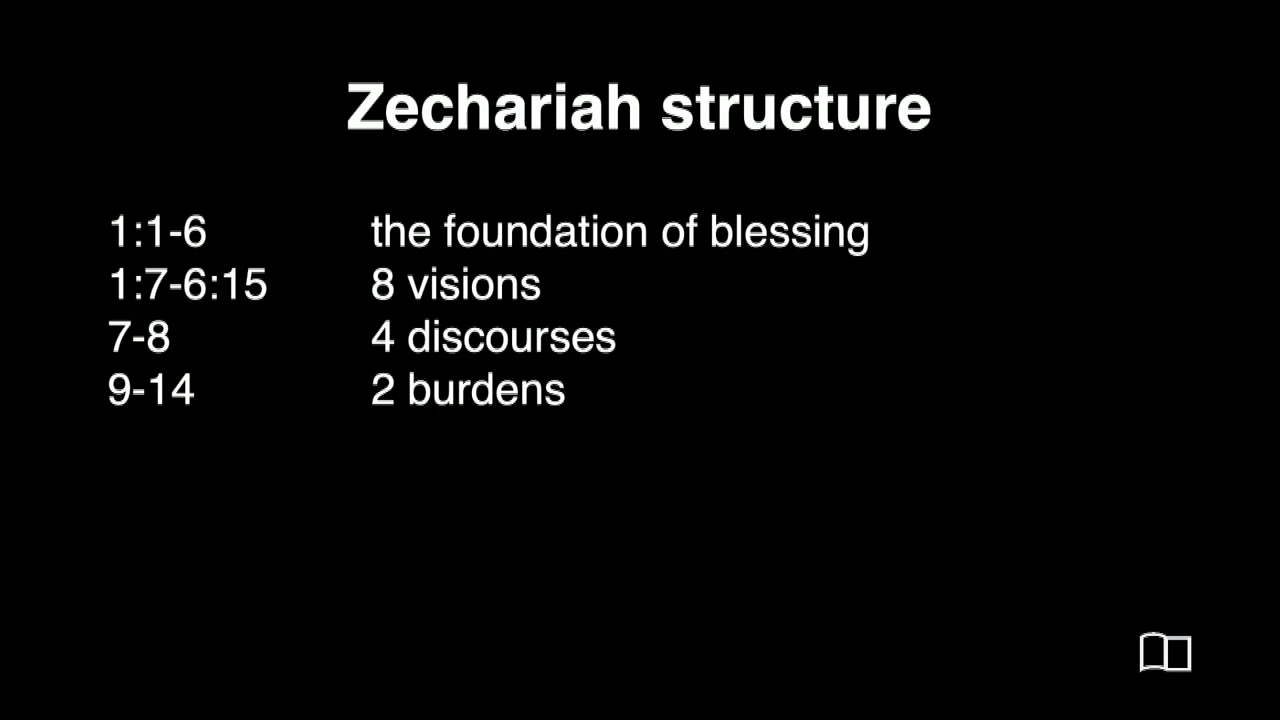 Zechariah structure
1:1-6 the foundation of blessing
1:7-6:15 8 visions
7-8 4 discourses
9-14 2 burdens